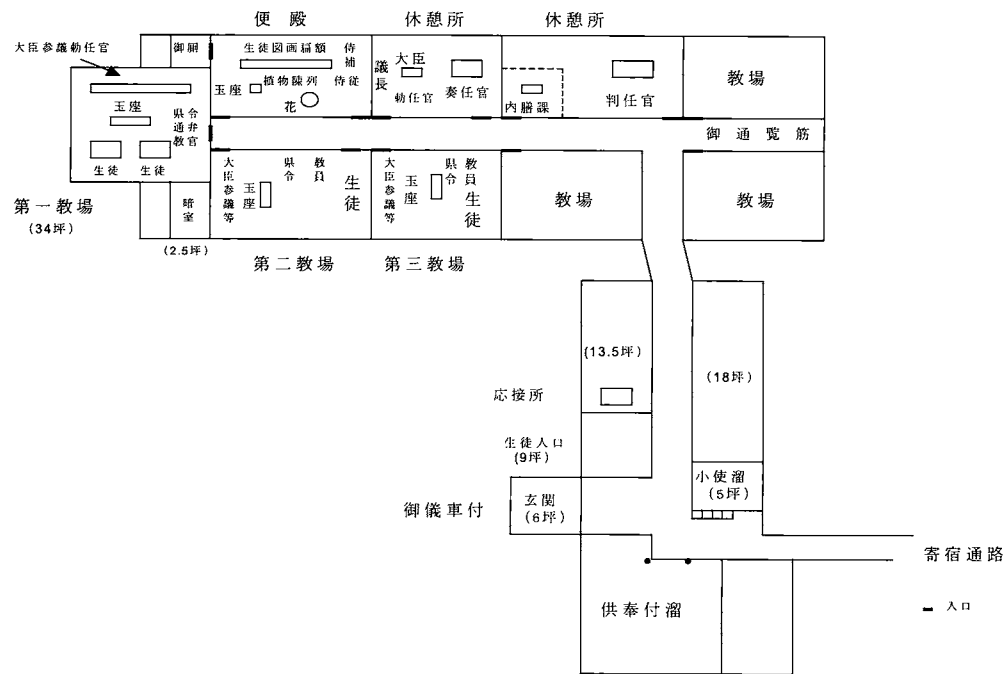 便殿
休憩所
休憩所
大臣参議勅任官
御厠
生徒図画扁額
侍補
植物陳列
侍従
玉座
花
議長
大臣
勅任官
奏任官
内膳課
判任官
教場
玉座
県令
通弁
教官
生徒
生徒
御通覧筋
第一教場
(34坪)
暗室
(2.5坪)
大臣参議等
玉座
県令
教員
生徒
第二教場
大臣参議等
玉座
県令
教員
生徒
第三教場
教場
教場
(13.5坪)
(18坪)
応接所
生徒入口
(9坪)
小使溜
(5坪)
御儀車付
玄関
(6坪)
寄宿通路
供奉付溜
入口